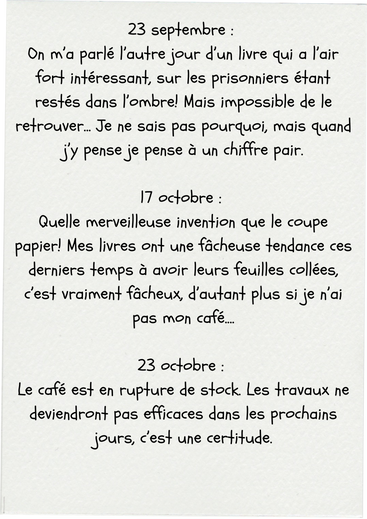 23 septembre :
On m'a parlé l'autre jour d'un livre qui a l'air
fort intéressant, sur les prisonniers étant
restés dans l'ombre! Mais impossible de le
retrouver... Je ne sais pas pourquoi, mais quand
j'y pense je pense à un chiffre pair.
17 octobre :
Quelle merveilleuse invention que le coupe
papier! Mes livres ont une fâcheuse tendance ces
derniers temps à avoir leurs feuilles collées,
c'est vraiment fâcheux, d'autant plus si je n'ai
pas mon café....
23 octobre :
Le café est en rupture de stock. Les travaux ne
deviendront pas efficaces dans les prochains
jours, c'est une certitude.